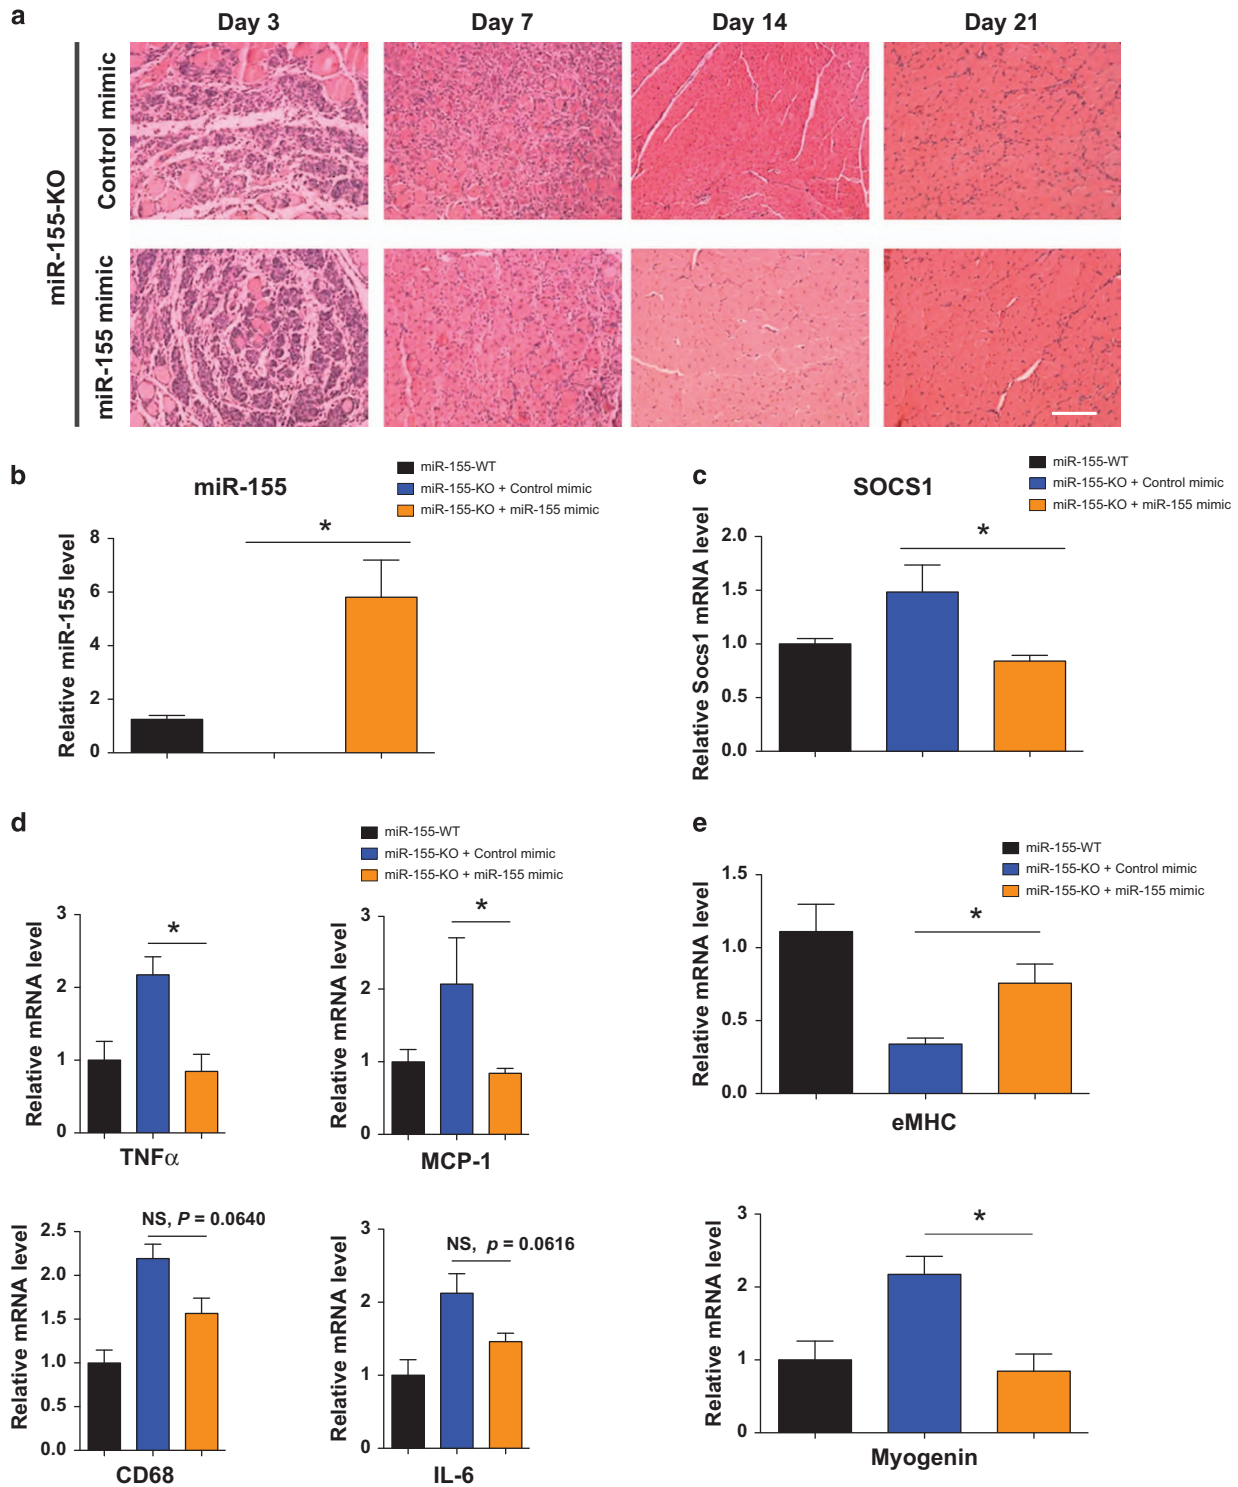 a
Day 3
Day 7
Day 14
Day 21
miR-155-KO
Control mimic
miR-155 mimic
b
miR-155
miR-155-WT
miR-155-KO + Control mimic
miR-155-KO + miR-155 mimic
*
Relative miR-155 level
8
6
4
2
0
c
SOCS1
miR-155-WT
miR-155-KO + Control mimic
miR-155-KO + miR-155 mimic
*
Relative Socs1 mRNA level
2.0
1.5
1.0
0.5
0.0
d
miR-155-WT
miR-155-KO + Control mimic
miR-155-KO + miR-155 mimic
*
Relative mRNA level
3
2
1
0
TNFα
*
Relative mRNA level
3
2
1
0
MCP-1
NS, P = 0.0640
Relative mRNA level
2.5
2.0
1.5
1.0
0.5
0.0
CD68
NS, p = 0.0616
Relative mRNA level
3
2
1
0
IL-6
e
miR-155-WT
miR-155-KO + Control mimic
miR-155-KO + miR-155 mimic
*
Relative mRNA level
1.5
1.0
0.5
0.0
eMHC
*
Relative mRNA level
3
2
1
0
Myogenin